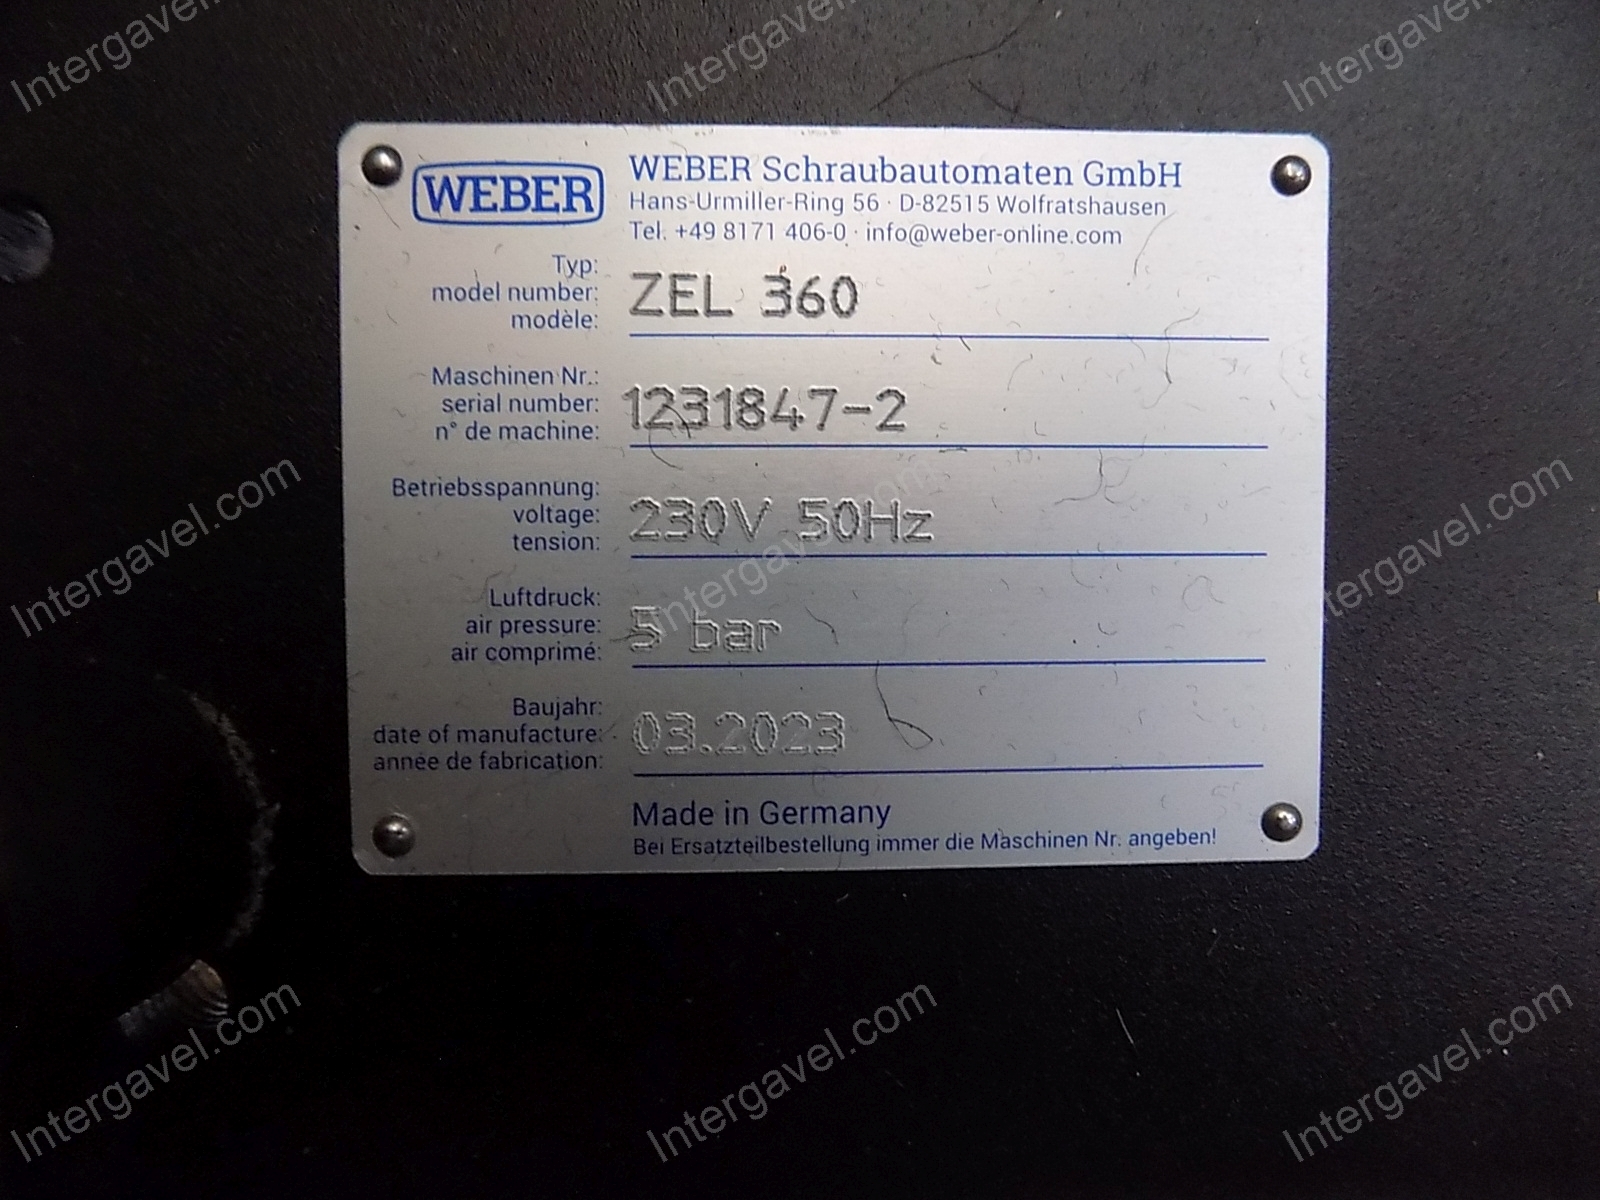 Intergavel.com
Intergavel.com
Intergavel.com
WEBER
WEBER Schraubautomaten GmbH
Hans-Urmiller-Ring 56 · D-82515 Wolfratshausen
Tel. +49 8171 406-0 · info@weber-online.com
Typ:
model number: ZEL 360
modèle:
Maschinen Nr.:
serial number: 1231847-2
n° de machine:
Betriebsspannung:
voltage: 230V 50Hz
tension:
Intergavel.com
Intergavel.com
Intergavel.com
Luftdruck:
air pressure: 5 bar
air comprimé:
Baujahr:
date of manufacture: 03.2023
année de fabrication:
Made in Germany
Bei Ersatzteilbestellung immer die Maschinen Nr. angeben!
Intergavel.com
Intergavel.com
Intergavel.com